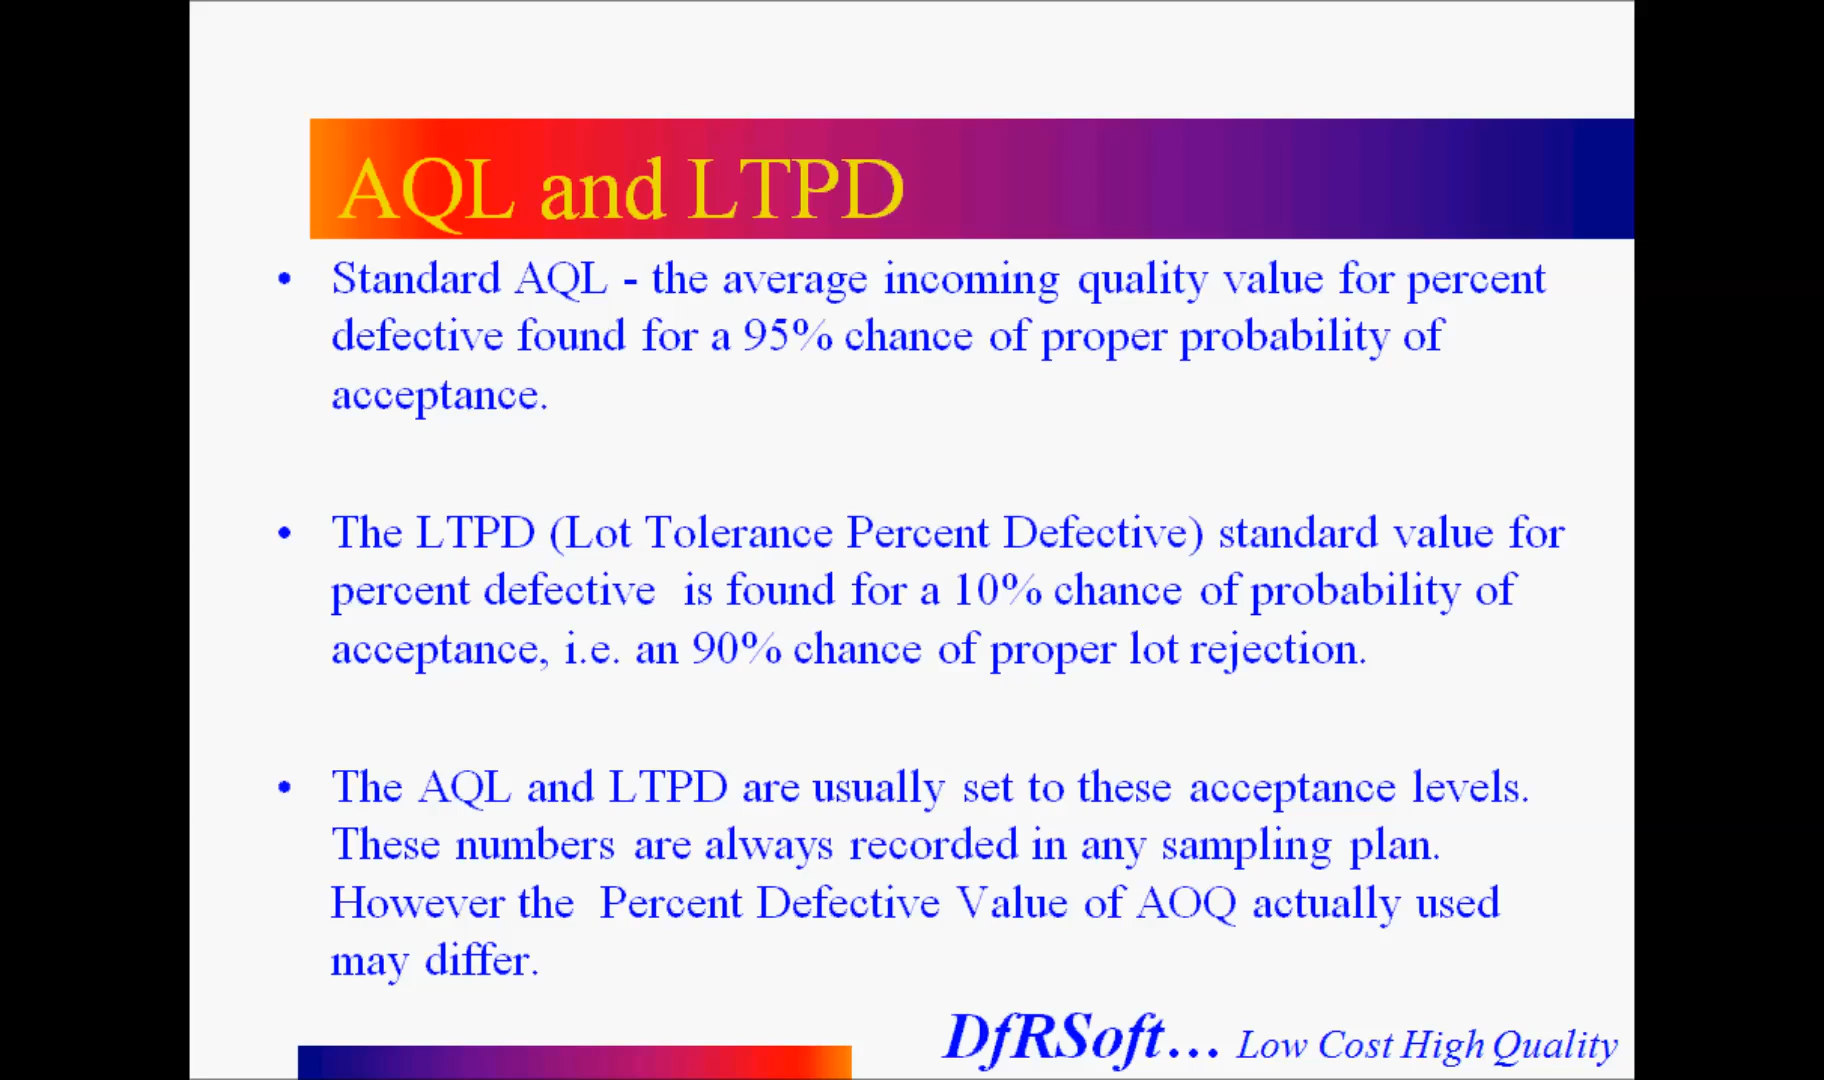 AQL and LTPD
• Standard AQL - the average incoming quality value for percent
defective found for a 95% chance of proper probability of
acceptance.
• The LTPD (Lot Tolerance Percent Defective) standard value for
percent defective  is found for a 10% chance of probability of
acceptance, i.e. an 90% chance of proper lot rejection.
• The AQL and LTPD are usually set to these acceptance levels.
These numbers are always recorded in any sampling plan.
However the  Percent Defective Value of AOQ actually used
may differ.
DfRSoft... Low Cost High Quality